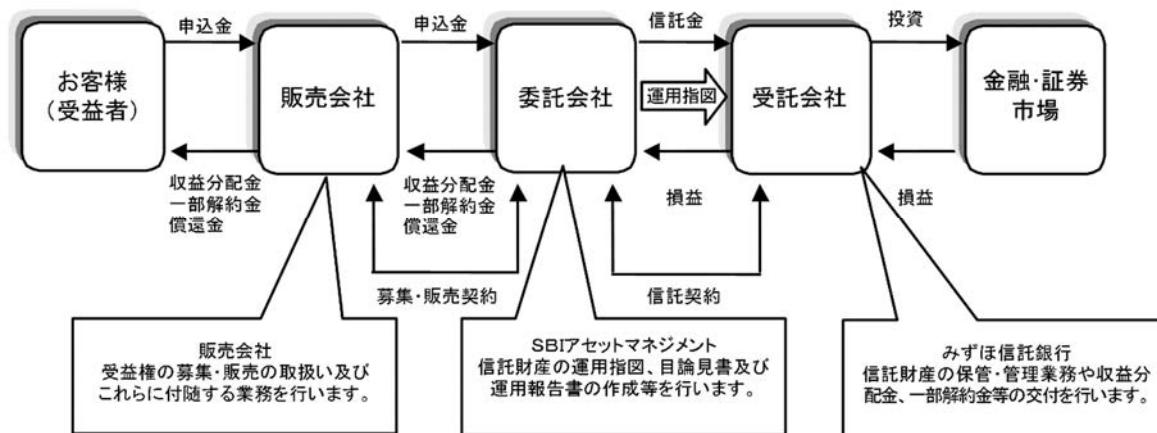 申込金
申込金
信託金
投資
お客様
（受益者）
販売会社
委託会社
運用指図
受託会社
金融・証券
市場
収益分配金
一部解約金
償還金
収益分配金
一部解約金
償還金
損益
損益
募集・販売契約
信託契約
販売会社
受益権の募集・販売の取扱い及び
これらに付随する業務を行います。
SBIアセットマネジメント
信託財産の運用指図、目論見書及び
運用報告書の作成等を行います。
みずほ信託銀行
信託財産の保管・管理業務や収益分
配金、一部解約金等の交付を行います。